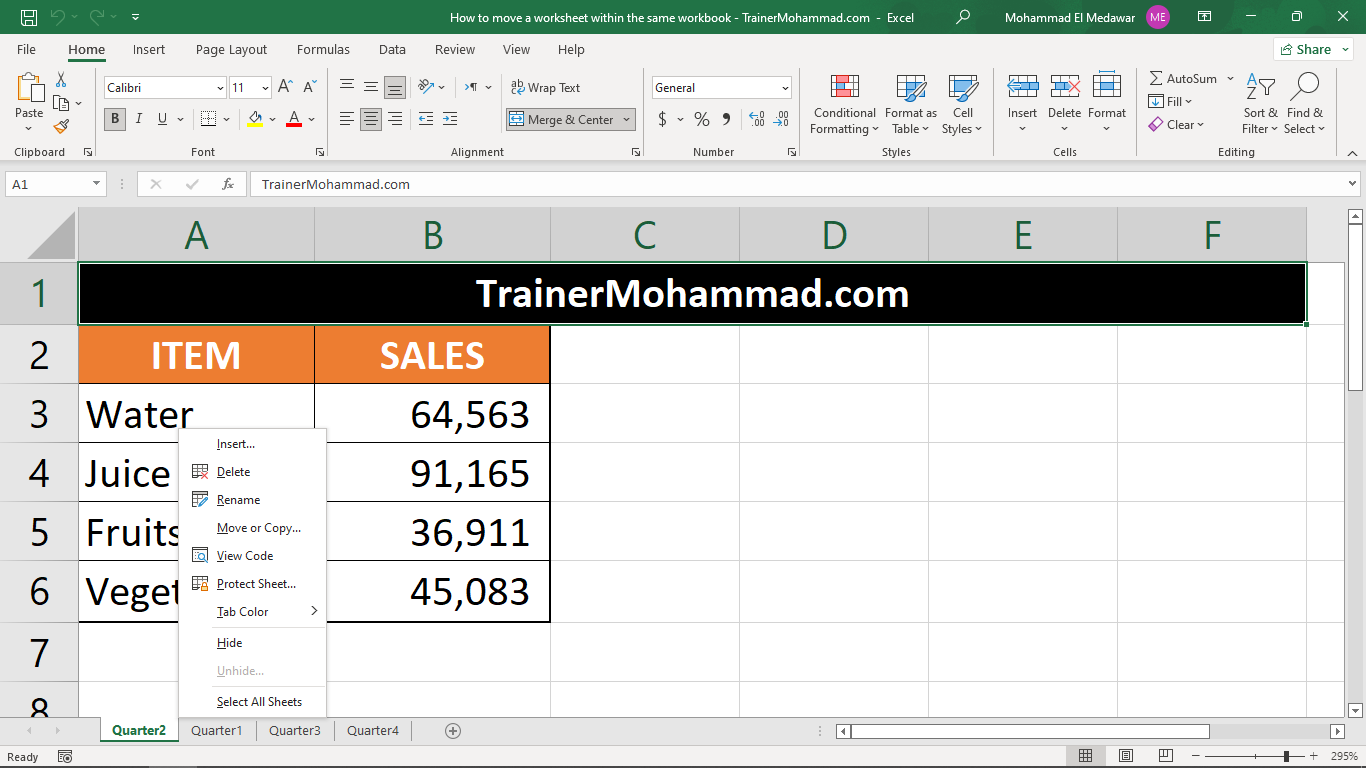 How to move a worksheet within the same workbook - TrainerMohammad.com - Excel
Mohammad El Medawar ME
File Home Insert Page Layout Formulas Data Review View Help Share
Paste
Clipboard
Calibri 11
B I U A
Font
ab Wrap Text
Merge & Center
Alignment
General
$ %
Number
Conditional Formatting
Format as Table
Cell Styles
Styles
Insert Delete Format
Cells
AutoSum
Fill
Clear
Sort & Filter
Find & Select
Editing
A1 fx TrainerMohammad.com
A B C D E F
1 TrainerMohammad.com
2 ITEM SALES
3 Water 64,563
4 Juice 91,165
5 Fruits 36,911
6 Veget 45,083
7
8
Insert...
Delete
Rename
Move or Copy...
View Code
Protect Sheet...
Tab Color
Hide
Unhide...
Select All Sheets
Quarter2 Quarter1 Quarter3 Quarter4
Ready 295%